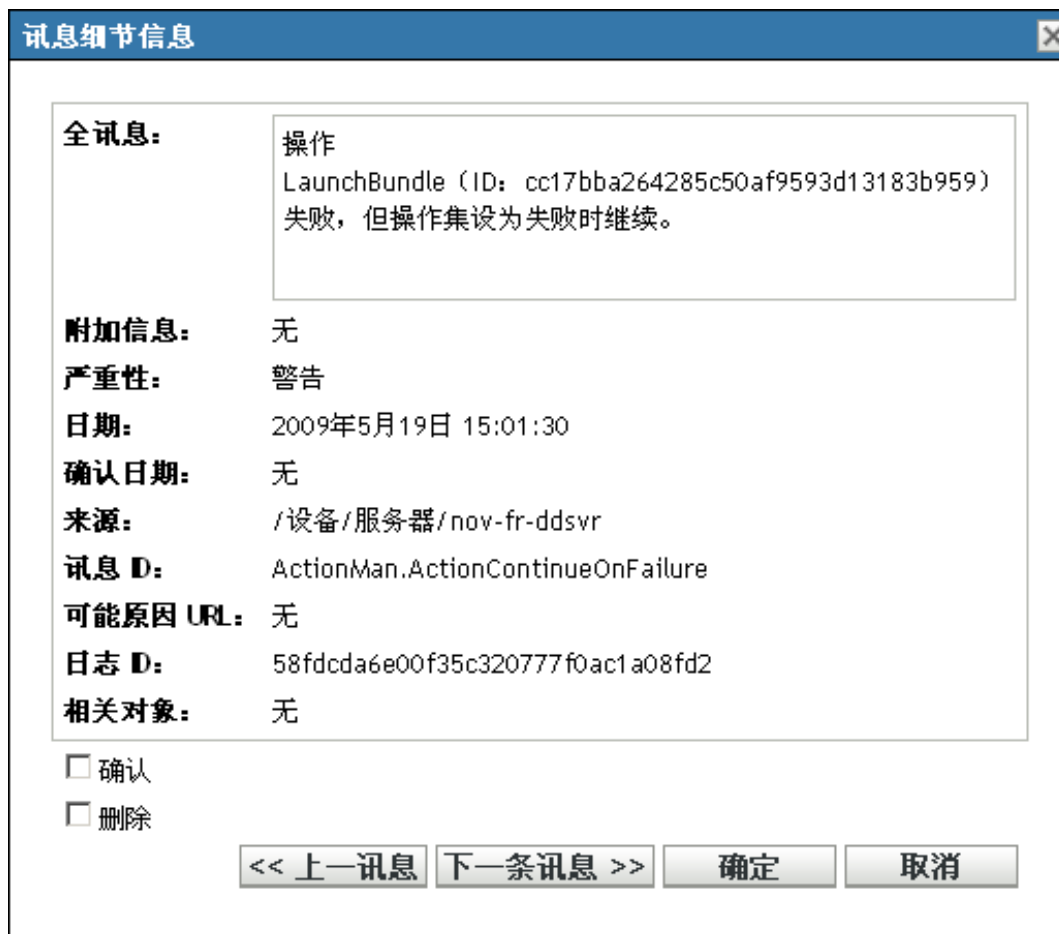 讯息细节信息
全讯息:
操作
LaunchBundle（ID：cc17bba264285c50af9593d13183b959）
失败，但操作集设为失败时继续。
附加信息: 无
严重性: 警告
日期: 2009年5月19日 15:01:30
确认日期: 无
来源: /设备/服务器/nov-fr-ddsvr
讯息 ID: ActionMan.ActionContinueOnFailure
可能原因 URL: 无
日志 ID: 58fdcda6e00f35c320777f0ac1a08fd2
相关对象: 无
确认
删除
<< 上一讯息 下一条讯息 >> 确定 取消